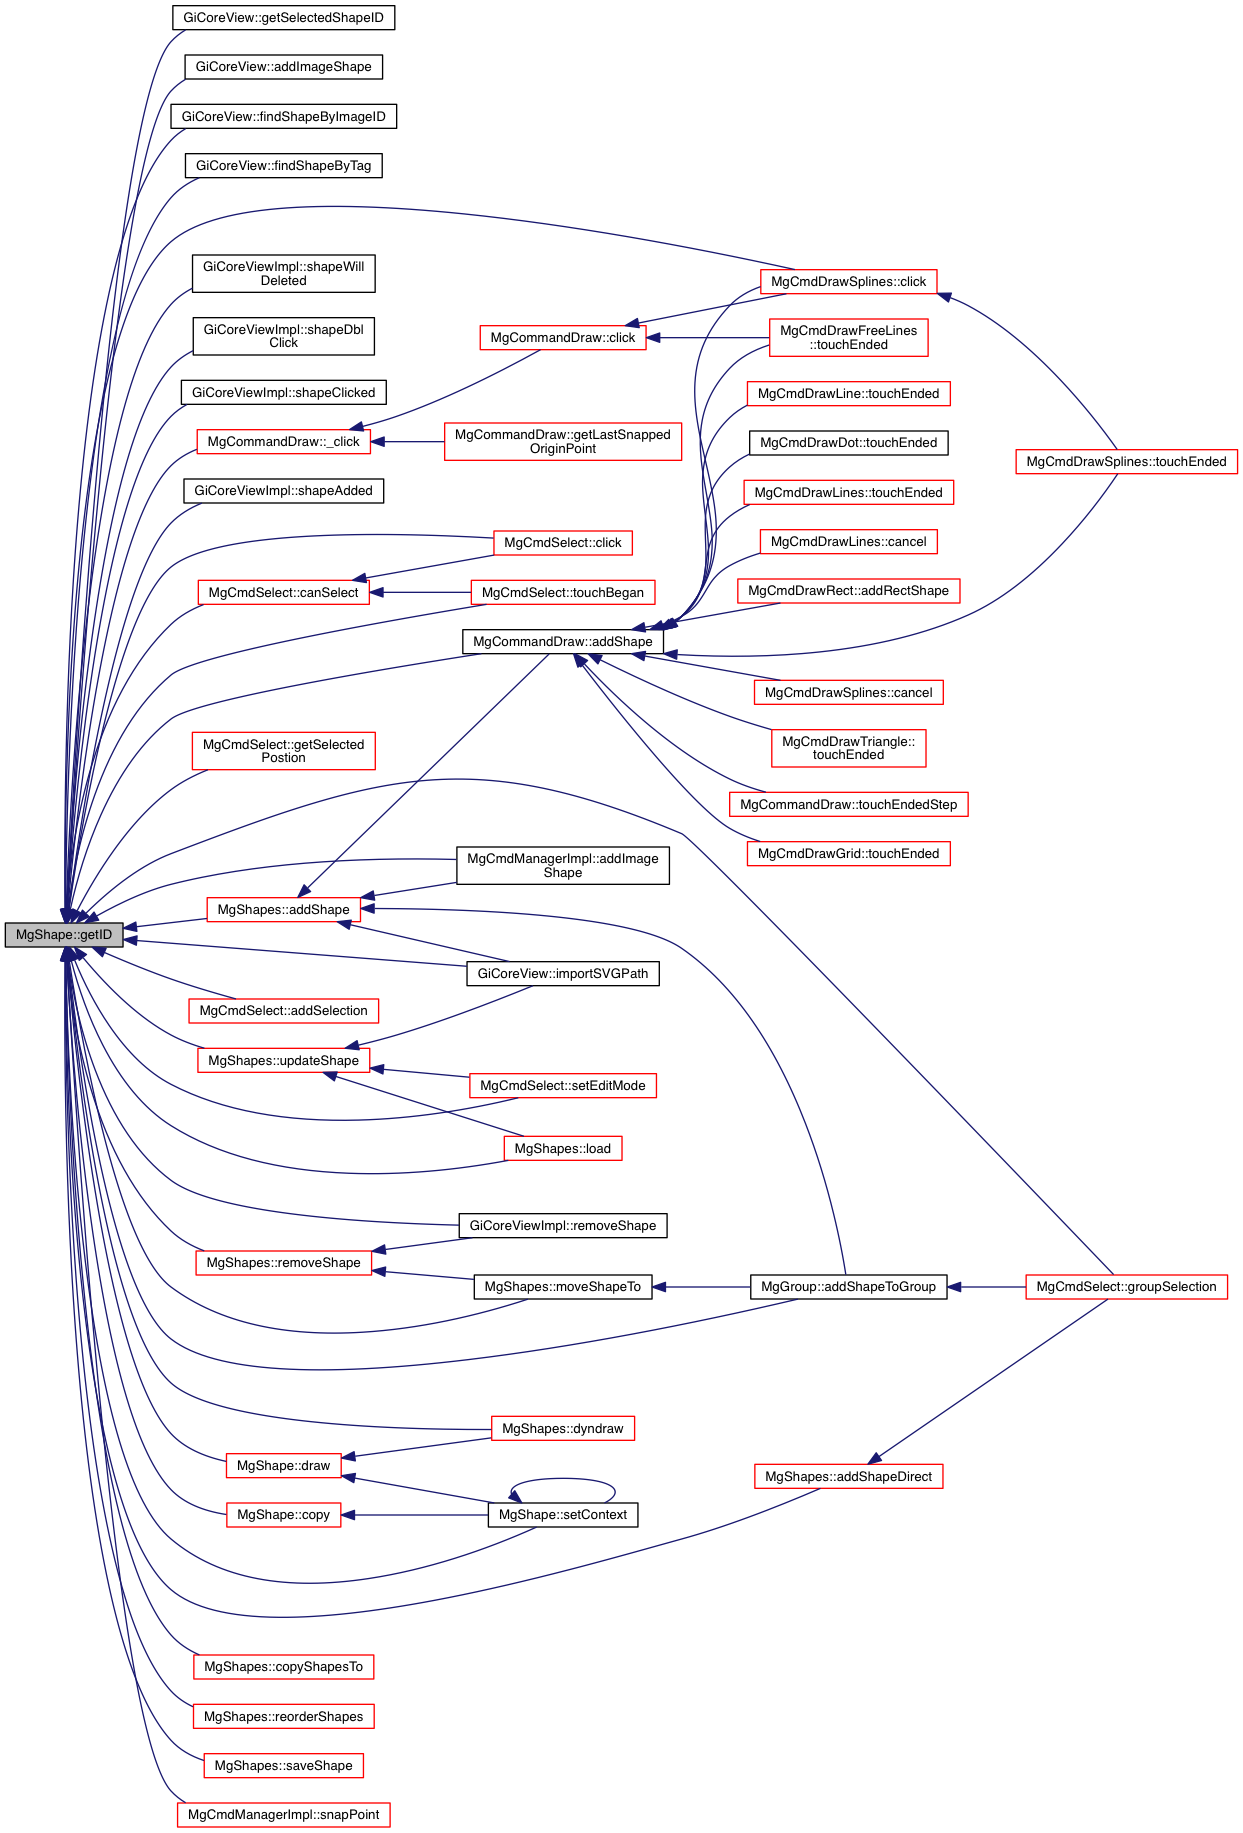 GiCoreView::getSelectedShapeID
GiCoreView::addImageShape
GiCoreView::findShapeByImageID
GiCoreView::findShapeByTag
GiCoreViewImpl::shapeWill
Deleted
MgCmdDrawSplines::click
GiCoreViewImpl::shapeDbl
Click
MgCommandDraw::click
MgCmdDrawFreeLines
::touchEnded
GiCoreViewImpl::shapeClicked
MgCmdDrawLine::touchEnded
MgCommandDraw::_click
MgCommandDraw::getLastSnapped
OriginPoint
MgCmdDrawDot::touchEnded
MgCmdDrawSplines::touchEnded
GiCoreViewImpl::shapeAdded
MgCmdDrawLines::touchEnded
MgCmdSelect::click
MgCmdDrawLines::cancel
MgCmdSelect::canSelect
MgCmdSelect::touchBegan
MgCmdDrawRect::addRectShape
MgCommandDraw::addShape
MgCmdDrawSplines::cancel
MgCmdSelect::getSelected
Postion
MgCmdDrawTriangle::
touchEnded
MgCommandDraw::touchEndedStep
MgCmdDrawGrid::touchEnded
MgCmdManagerImpl::addImage
Shape
MgShapes::addShape
MgShape::getID
GiCoreView::importSVGPath
MgCmdSelect::addSelection
MgShapes::updateShape
MgCmdSelect::setEditMode
MgShapes::load
GiCoreViewImpl::removeShape
MgShapes::removeShape
MgShapes::moveShapeTo
MgGroup::addShapeToGroup
MgCmdSelect::groupSelection
MgShapes::dyndraw
MgShape::draw
MgShapes::addShapeDirect
MgShape::copy
MgShape::setContext
MgShapes::copyShapesTo
MgShapes::reorderShapes
MgShapes::saveShape
MgCmdManagerImpl::snapPoint